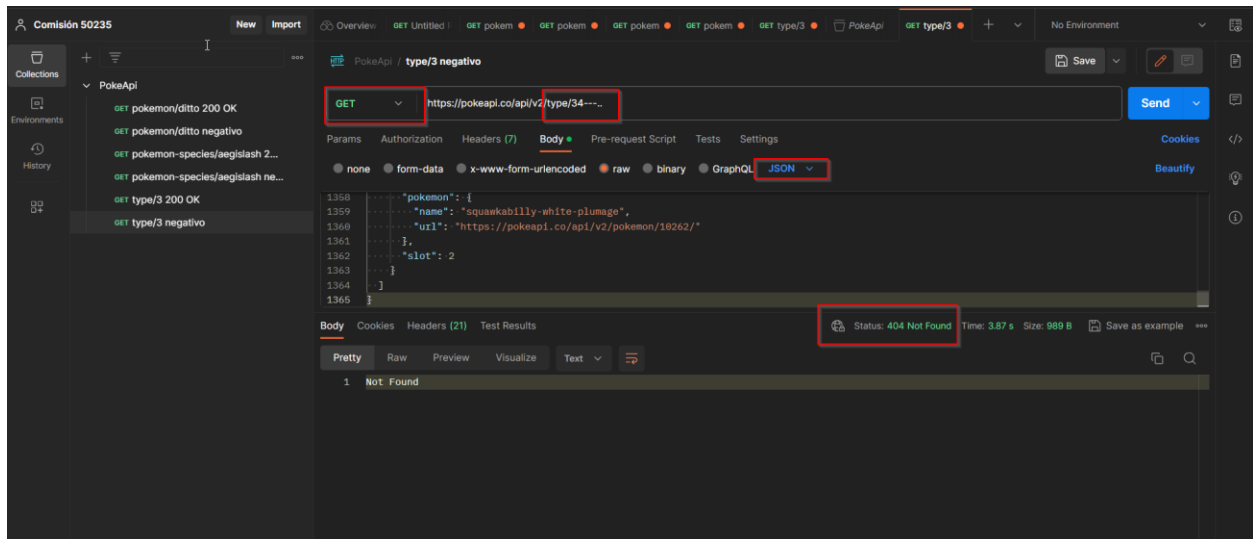 Comisión 50235 New Import Overview GET Untitled GET pokem GET pokem GET pokem GET pokem GET type/3 PokeApi GET type/3 No Environment
Collections
Environments
History
PokeApi
GET pokemon/ditto 200 OK
GET pokemon/ditto negativo
GET pokemon-species/aegislash 2...
GET pokemon-species/aegislash ne...
GET type/3 200 OK
GET type/3 negativo
HTTP PokeApi / type/3 negativo Save
GET https://pokeapi.co/api/v2/type/34---.. Send
Params Authorization Headers (7) Body Pre-request Script Tests Settings Cookies
none form-data x-www-form-urlencoded raw binary GraphQL JSON Beautify
1358 "pokemon": {
1359 "name": "squawkabilly-white-plumage",
1360 "url": "https://pokeapi.co/api/v2/pokemon/10262/"
1361 },
1362 "slot": 2
1363 }
1364 ]
1365 }
Body Cookies Headers (21) Test Results Status: 404 Not Found Time: 3.87 s Size: 989 B Save as example
Pretty Raw Preview Visualize Text
1 Not Found